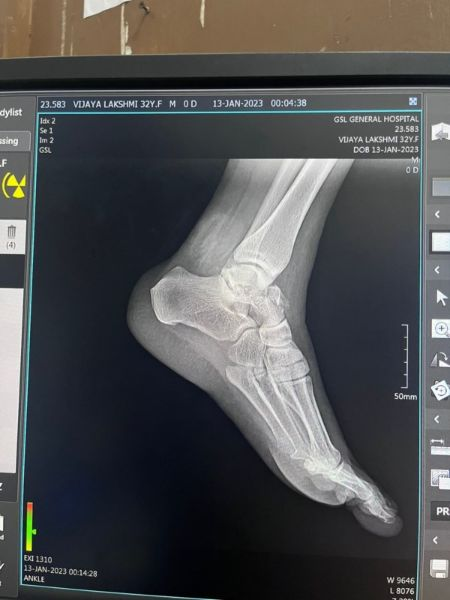 dylist
ssing
.F
(4)
23.583 VIJAYA LAKSHMI 32Y.F M 0 D 13-JAN-2023 00:04:38
Idx 2
Se 1
Im 2
GSL
GSL GENERAL HOSPITAL
23.583
VIJAYA LAKSHMI 32Y.F
DOB 13-JAN-2023
M
0 D
50mm
EXI 1310
13-JAN-2023 00:14:28
ANKLE
W 9646
L 8076
PR